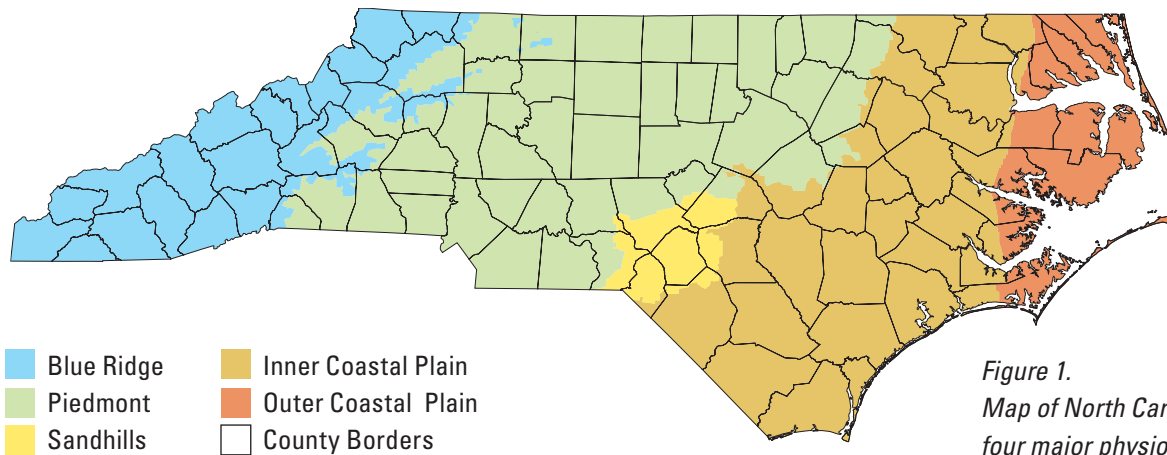 Blue Ridge
Piedmont
Sandhills
Inner Coastal Plain
Outer Coastal Plain
County Borders
Figure 1.
Map of North Car
four major physio